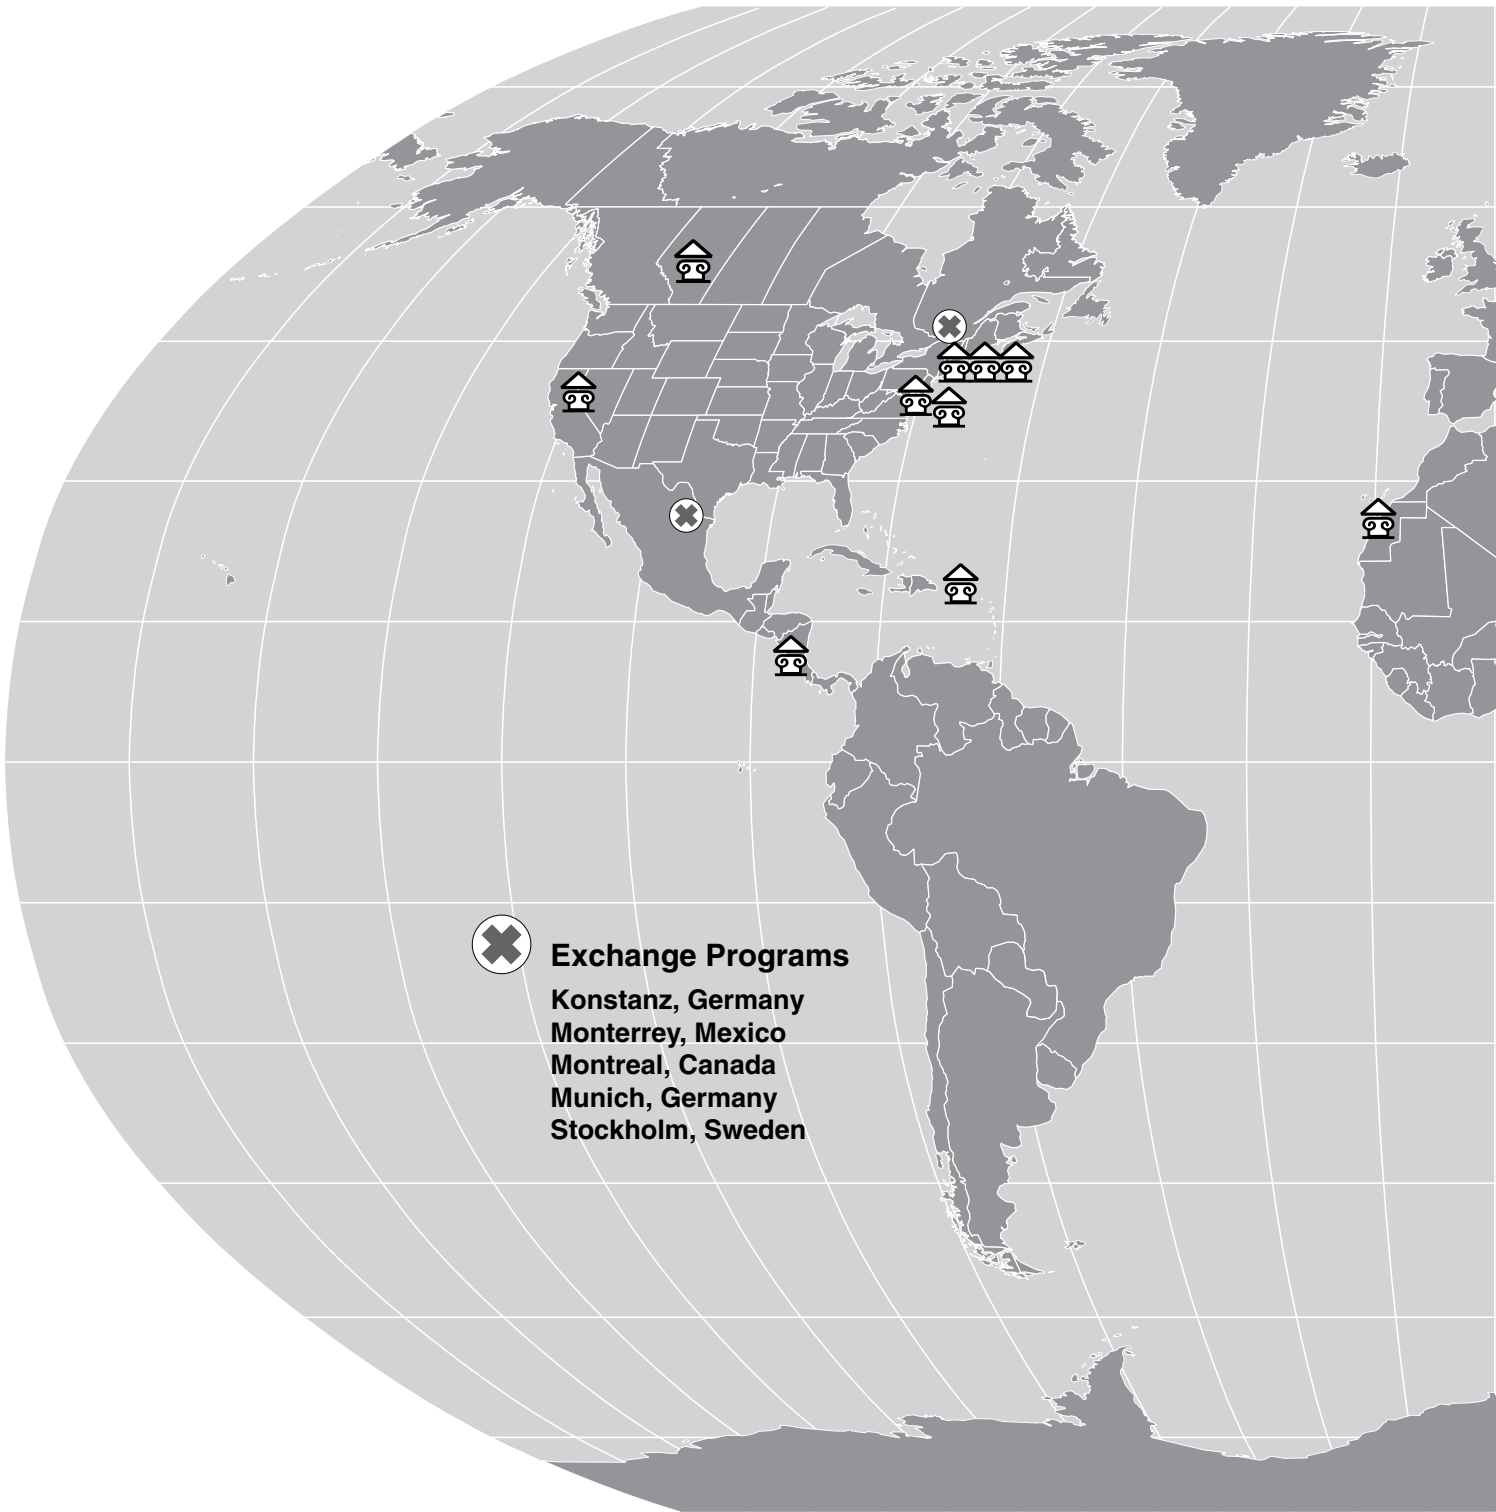 Exchange Programs
Konstanz, Germany
Monterrey, Mexico
Montreal, Canada
Munich, Germany
Stockholm, Sweden